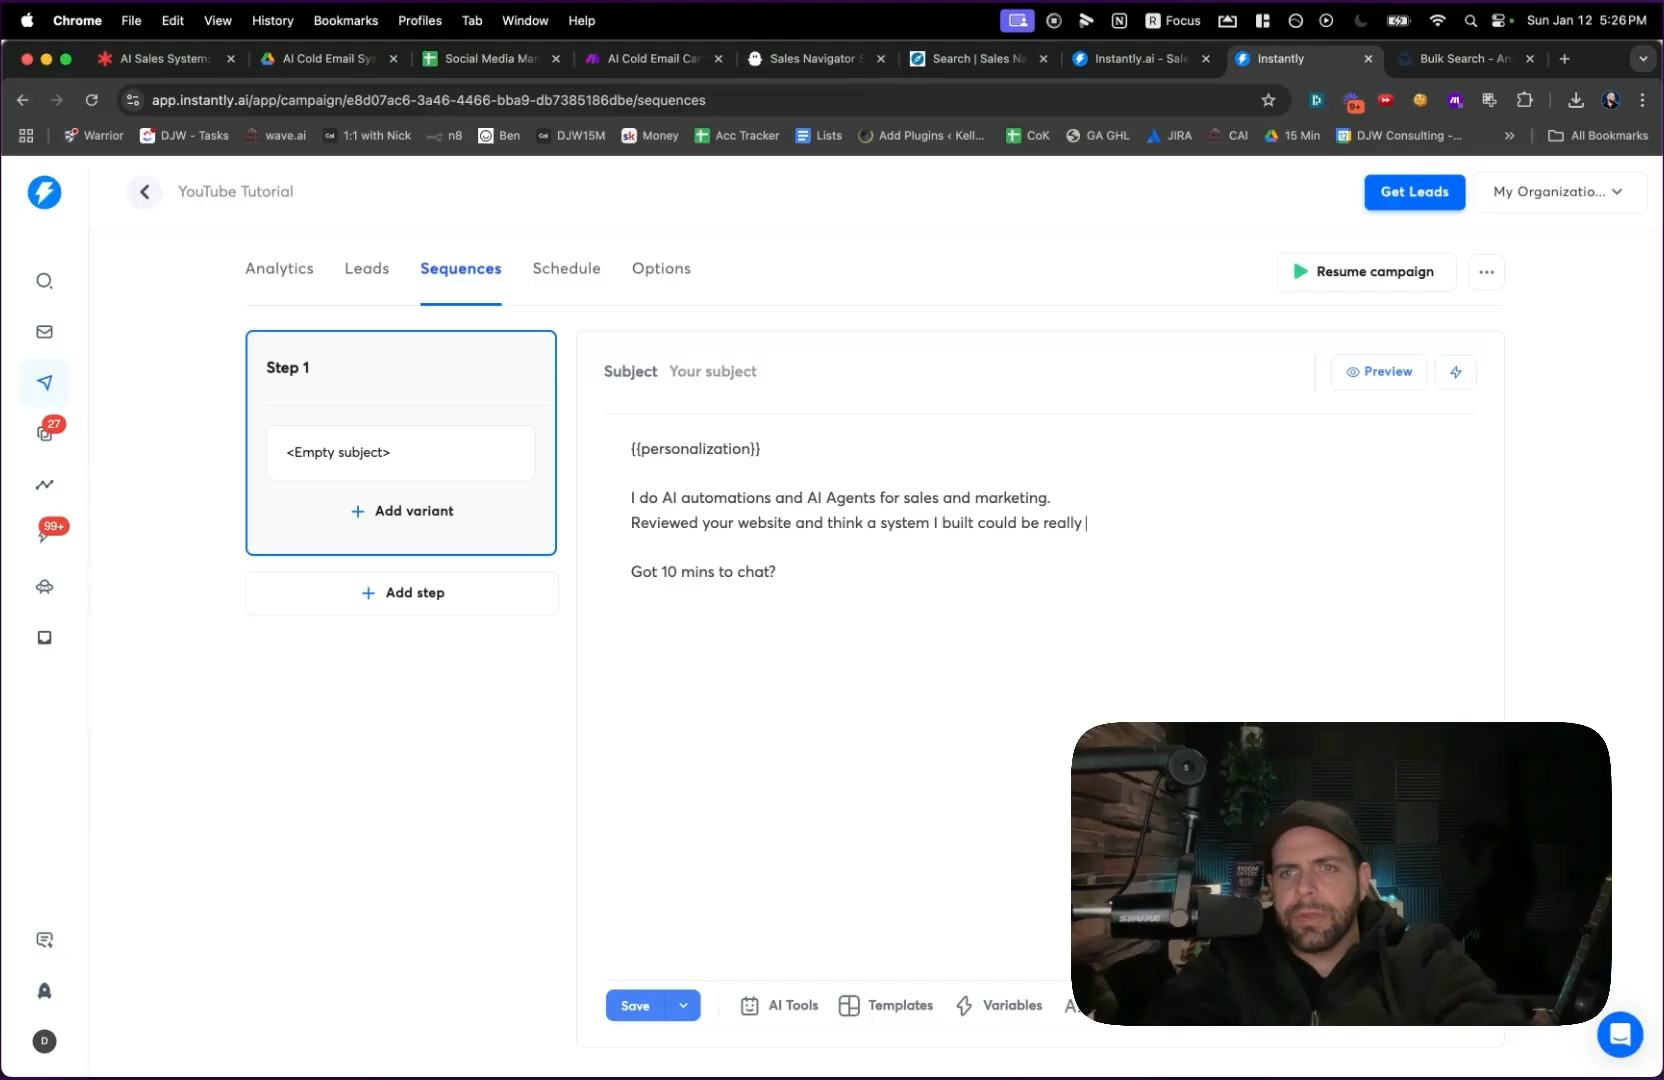 Chrome File Edit View History Bookmarks Profiles Tab Window Help
Focus
Sun Jan 12 5:26 PM
AI Sales System:
AI Cold Email Sy
Social Media Mar
AI Cold Email Ca
Sales Navigator S
Search | Sales Na
Instantly.ai - Sale
Instantly
Bulk Search - An
app.instantly.ai/app/campaign/e8d07ac6-3a46-4466-bba9-db7385186dbe/sequences
9+
Warrior
DJW - Tasks
wave.ai
1:1 with Nick
n8
Ben
DJW15M
Money
Acc Tracker
Lists
Add Plugins ‹ Kell...
CoK
GA GHL
JIRA
CAI
15 Min
DJW Consulting -...
All Bookmarks
YouTube Tutorial
Get Leads
My Organizatio...
Analytics
Leads
Sequences
Schedule
Options
Resume campaign
Step 1
<Empty subject>
+ Add variant
+ Add step
Subject Your subject
Preview
{{personalization}}
I do AI automations and AI Agents for sales and marketing.
Reviewed your website and think a system I built could be really
Got 10 mins to chat?
27
99+
D
Save
AI Tools
Templates
Variables
SHURE